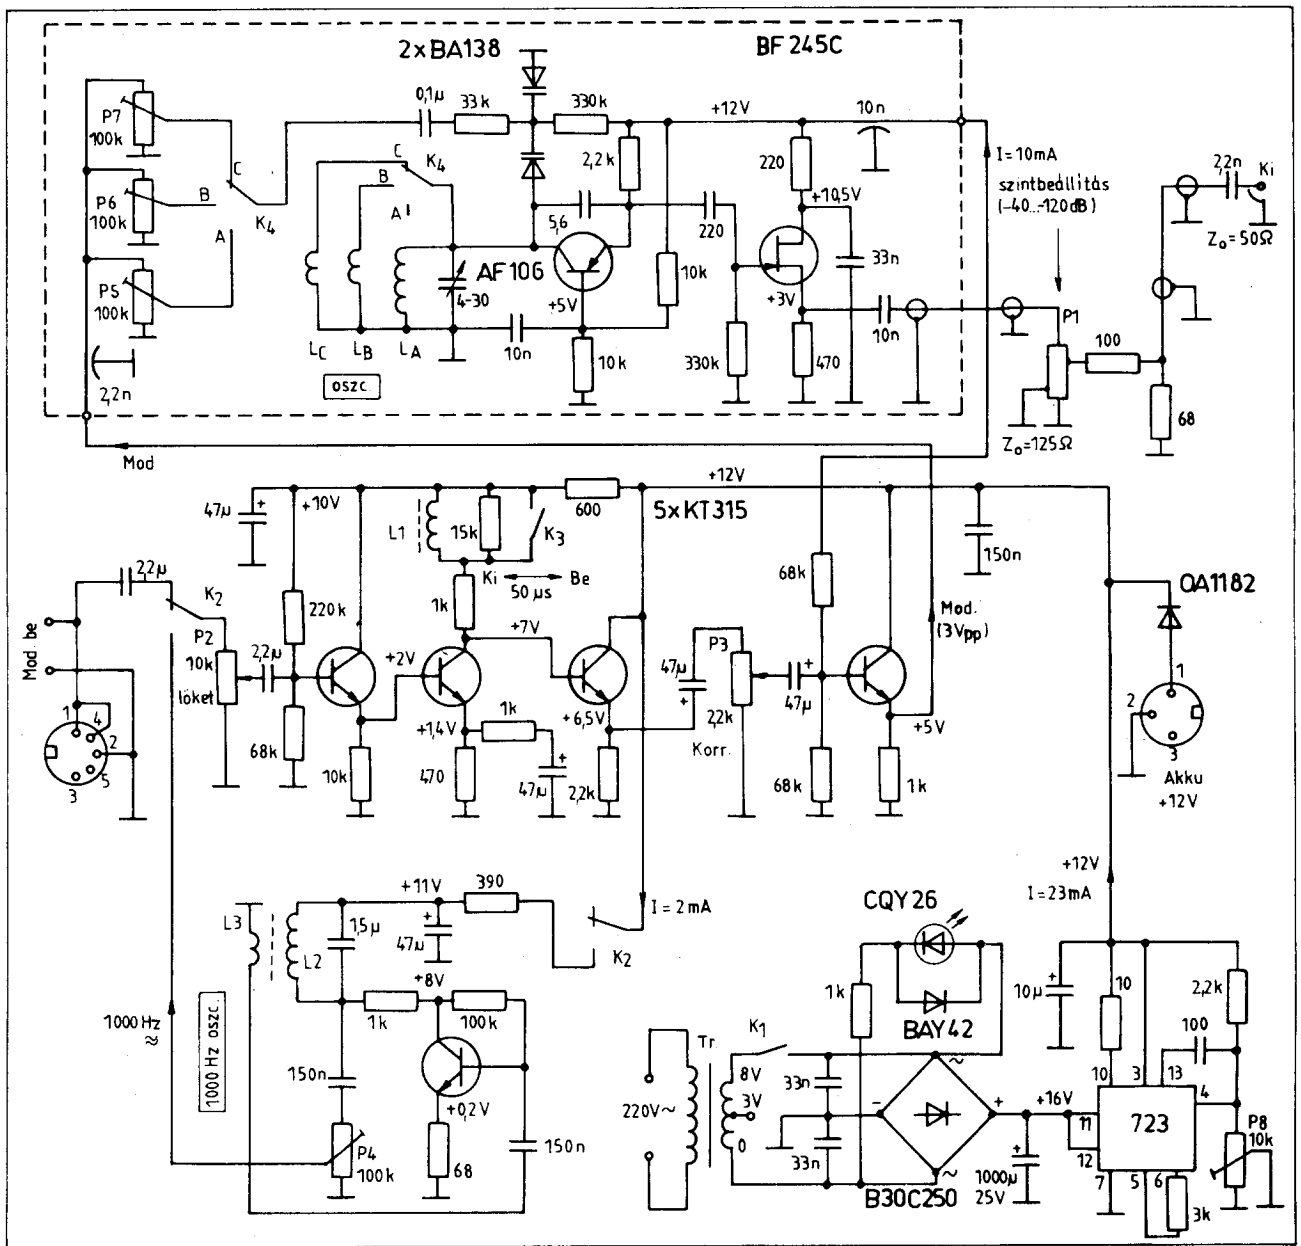 2xBA138
BF245C
P7
100k
0,1µ
33k
330k
+12V
10n
C
K4
2,2k
220
I=10mA
2,2n
Ki
szintbeállítás
(-40...-120dB)
P6
100k
B
C
K4
B
A
+10,5V
Zo=50Ω
A
K4
5,6
220
AF106
4-30
+5V
10k
33n
P5
100k
+3V
10n
P1
100
2,2n
LC
LB
LA
10n
10k
330k
470
oszc.
68
Zo=125Ω
Mod
+12V
47µ
+
+10V
600
5xKT315
L1
15k
K3
150n
2,2µ
K2
Ki
Be
50 µs
68k
OA1182
1k
220k
Mod.
(3Vpp)
Mod be
P2
10k
löket
2,2µ
+2V
+7V
47µ
+
P3
47µ
+
1
2
1
4
2
5
3
68k
10k
+1,4V
1k
470
47µ
+
+6,5V
2,2k
2,2k
Korr.
+5V
68k
1k
3
Akku
+12V
+12V
I=23mA
+11V
390
L3
1,5µ
47µ
+
I=2mA
K2
CQY26
L2
+8V
1000Hz
≈
1000 Hz oszc.
1k
100k
1k
BAY42
10µ
+
10
2,2k
100
Tr.
K1
150n
8V
33n
~
10
3
13
220V~
3V
-
+
+16V
11
723
4
+0,2V
P4
100k
68
150n
0
33n
~
12
P8
10k
B30C250
+
1000µ
25V
7
5
6
3k